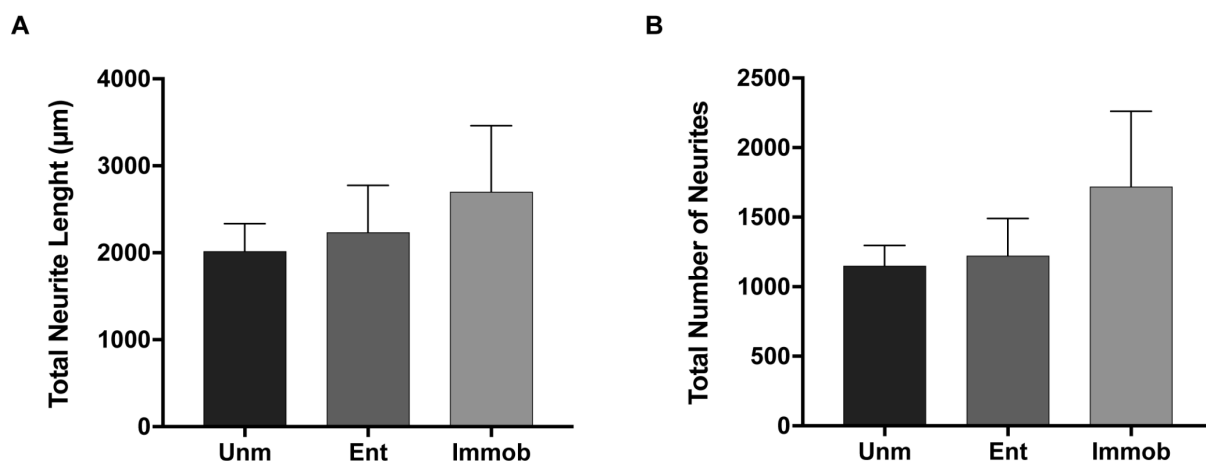 A
Total Neurite Lenght (μm)
4000
3000
2000
1000
0
Unm Ent Immob
B
Total Number of Neurites
2500
2000
1500
1000
500
0
Unm Ent Immob